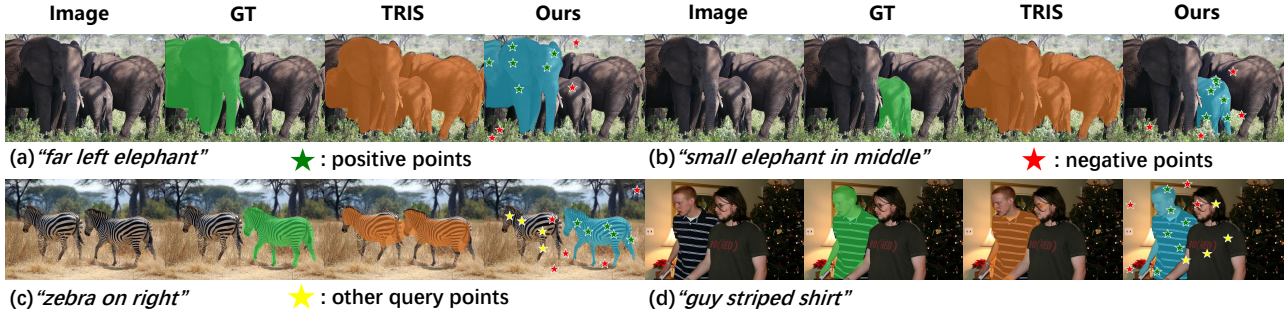 Image GT TRIS Ours Image GT TRIS Ours
(a) "far left elephant" ★ : positive points (b) "small elephant in middle" ★ : negative points
(c) "zebra on right" ★ : other query points (d) "guy striped shirt"